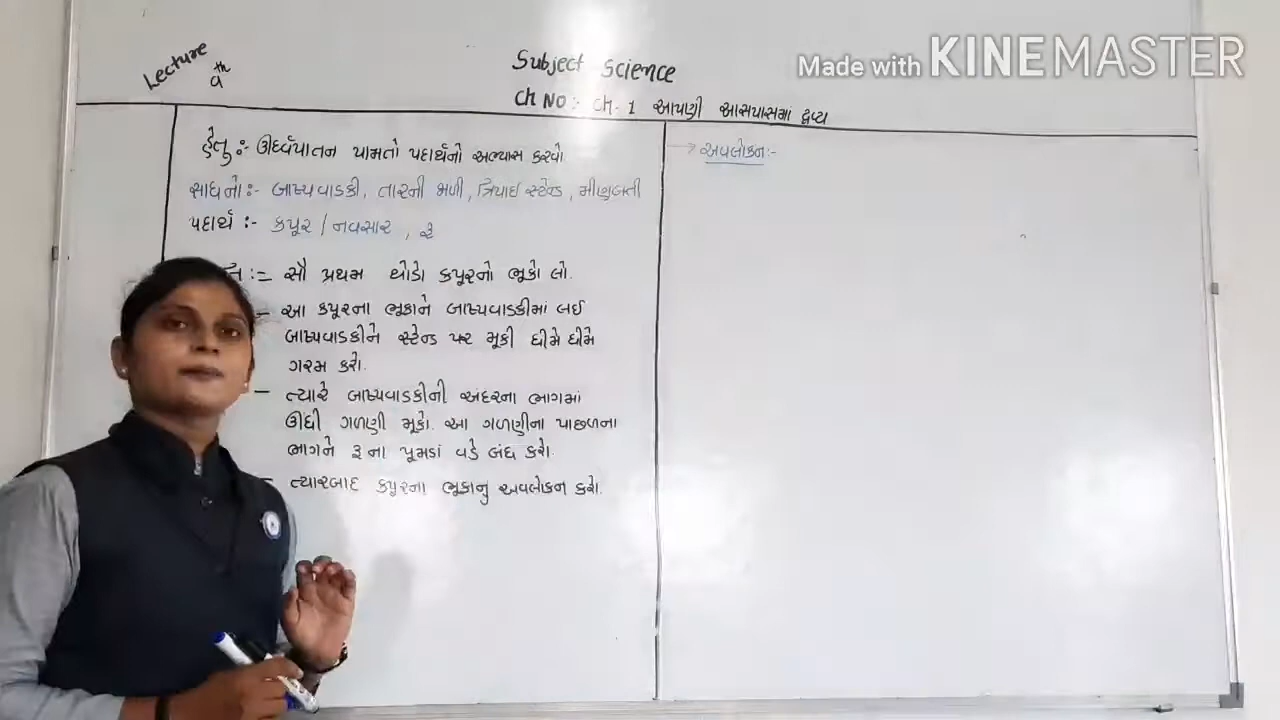 Lecture
9th
Subject Science
Ch No:- Ch-1 આપણી આસપાસમાં દ્રવ્ય
Made with KINEMASTER
હેતુ :- ઊર્ધ્વપાતન પામતો પદાર્થનો અભ્યાસ કરવો
સાધનો:- બાષ્પવાડકી, તારની જાળી, ત્રિપાઈ સ્ટેન્ડ, મીણબતી
પદાર્થ :- કપૂર / નવસાર , રૂ
:= સૌ પ્રથમ થોડો કપૂરનો ભૂકો લો.
- આ કપૂરના ભૂકાને બાષ્પવાડકીમાં લઈ
બાષ્પવાડકીને સ્ટેન્ડ પર મૂકી ધીમે ધીમે
ગરમ કરો.
- ત્યારે બાષ્પવાડકીની અંદરના ભાગમાં
ઊંધી ગળણી મૂકો. આ ગળણીના પાછળના
ભાગને રૂ ના પૂમડાં વડે બંધ કરો.
- ત્યારબાદ કપૂરના ભૂકાનુ અવલોકન કરો.
→ અવલોકન:-